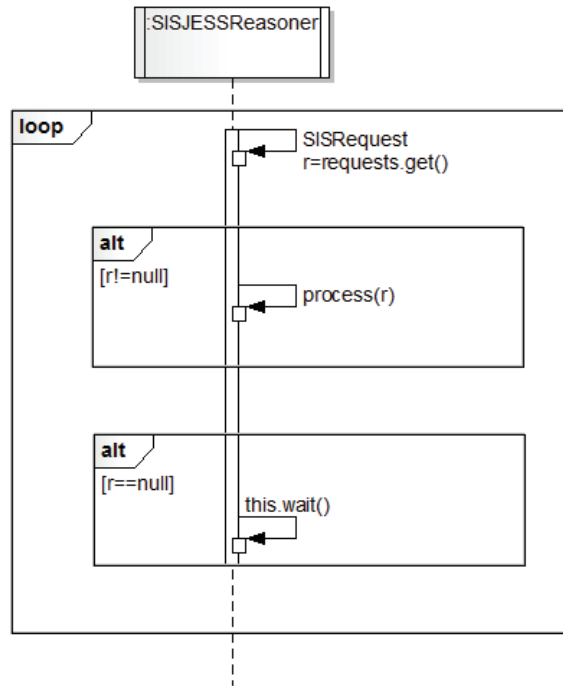 :SISJESSReasoner
loop
SISRequest
r=requests.get()
alt
[r!=null]
process(r)
alt
[r==null]
this.wait()